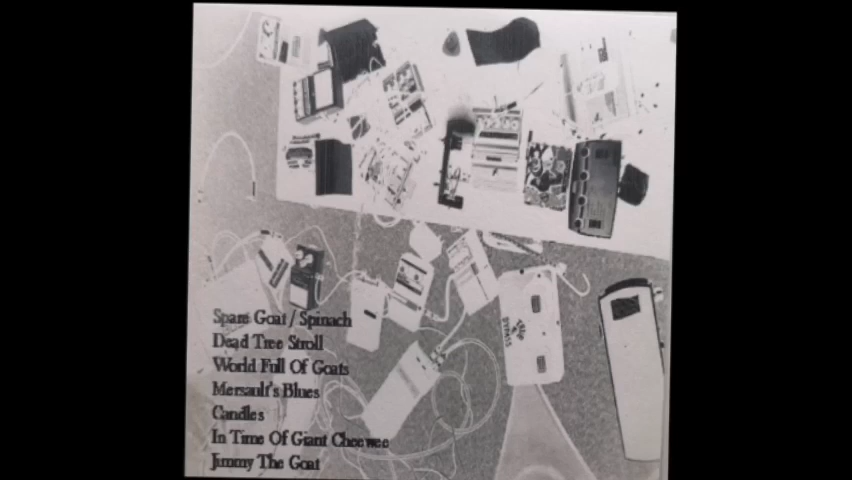 Spare Goat / Spinach
Dead Tree Stroll
World Full Of Goats
Mersault's Blues
Candles
In Time Of Giant Cheewee
Jimmy The Goat